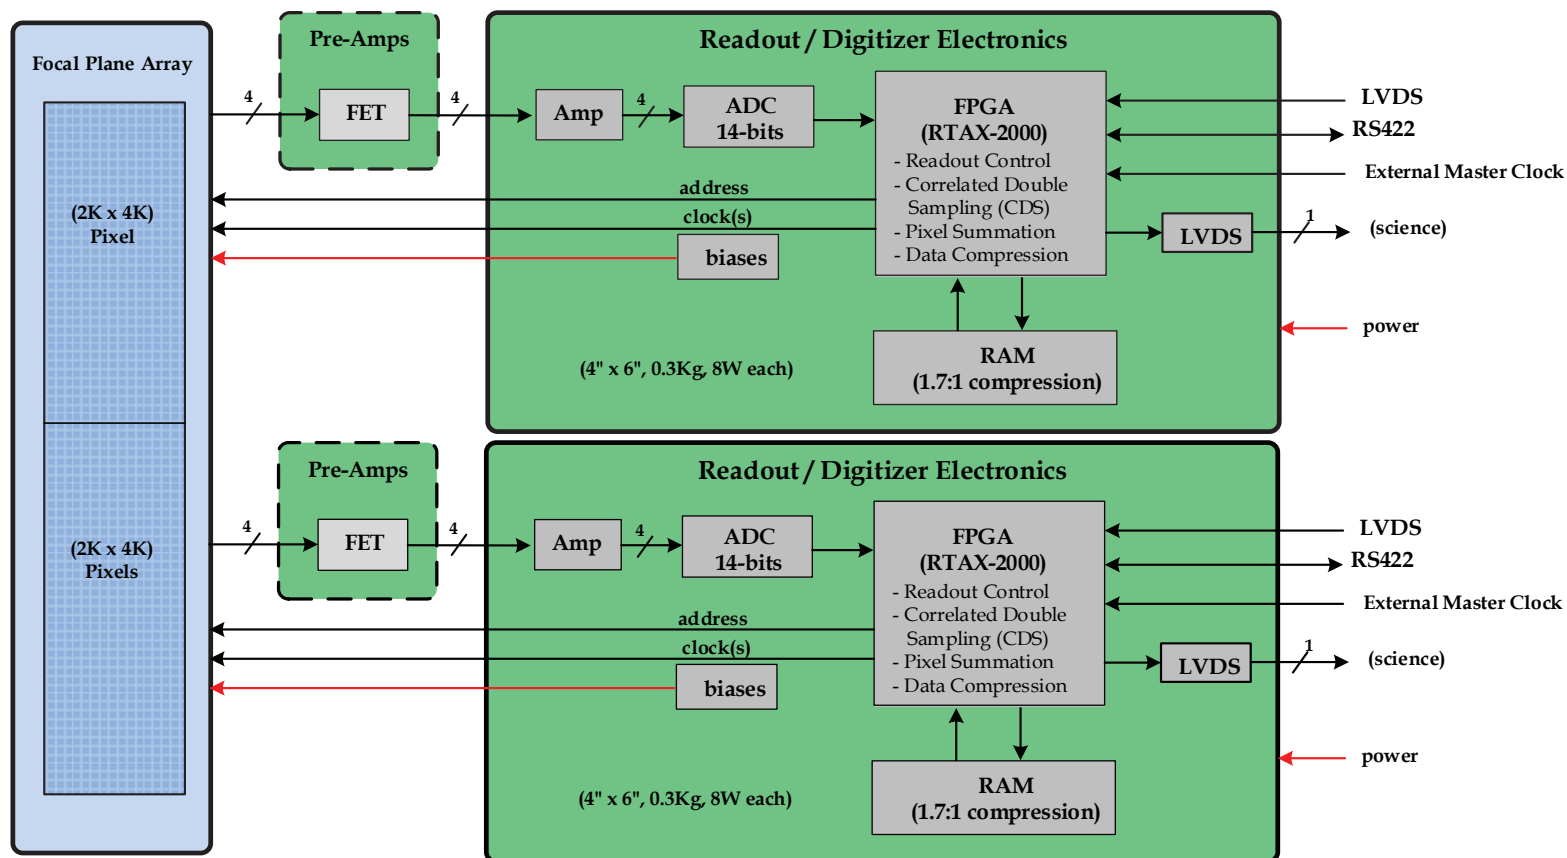 Focal Plane Array
(2K x 4K)
Pixel
(2K x 4K)
Pixels
Pre-Amps
4
FET
4
Readout / Digitizer Electronics
Amp
4
ADC
14-bits
FPGA
(RTAX-2000)
- Readout Control
- Correlated Double
Sampling (CDS)
- Pixel Summation
- Data Compression
address
clock(s)
biases
LVDS
RS422
External Master Clock
LVDS
1
(science)
power
RAM
(1.7:1 compression)
(4" x 6", 0.3Kg, 8W each)
Pre-Amps
4
FET
4
Readout / Digitizer Electronics
Amp
4
ADC
14-bits
FPGA
(RTAX-2000)
- Readout Control
- Correlated Double
Sampling (CDS)
- Pixel Summation
- Data Compression
address
clock(s)
biases
LVDS
RS422
External Master Clock
LVDS
1
(science)
power
RAM
(1.7:1 compression)
(4" x 6", 0.3Kg, 8W each)